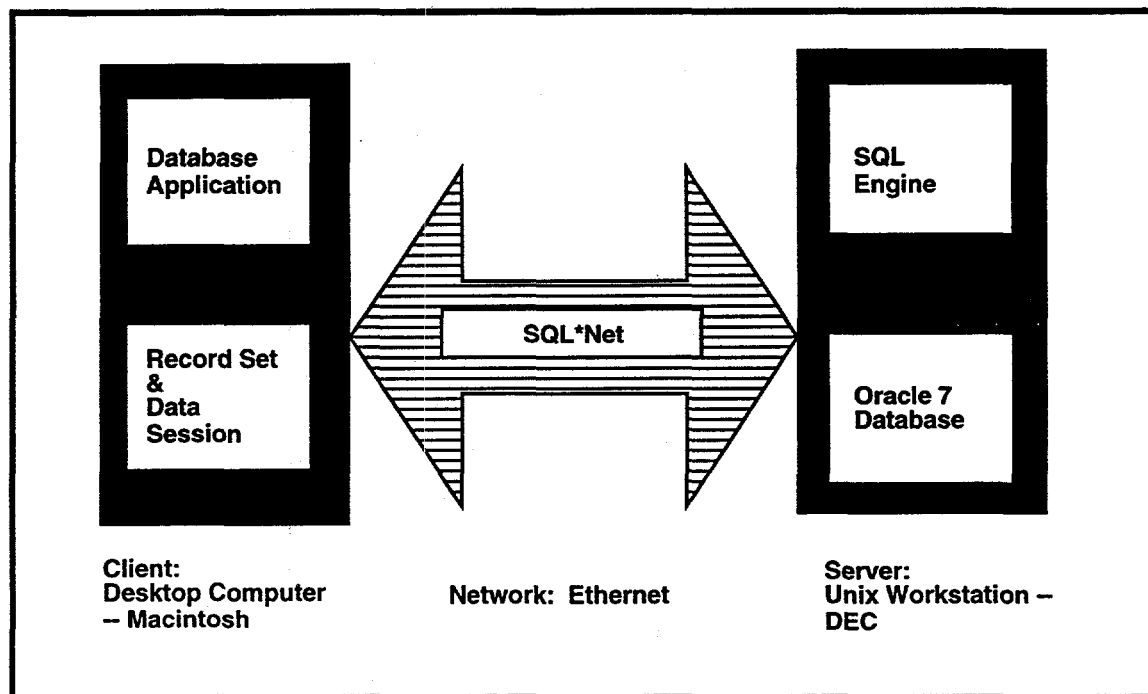 Database
Application
Record Set
&
Data
Session
SQL*Net
SQL
Engine
Oracle 7
Database
Client:
Desktop Computer
– Macintosh
Network: Ethernet
Server:
Unix Workstation –
DEC